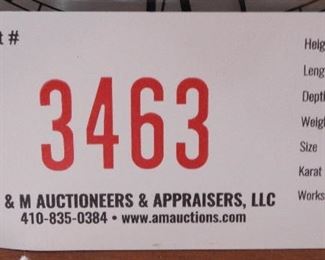 t #
3463
& M AUCTIONEERS & APPRAISERS, LLC
410-835-0384 • www.amauctions.com
Heig
Leng
Depth
Weigh
Size
Karat
Works